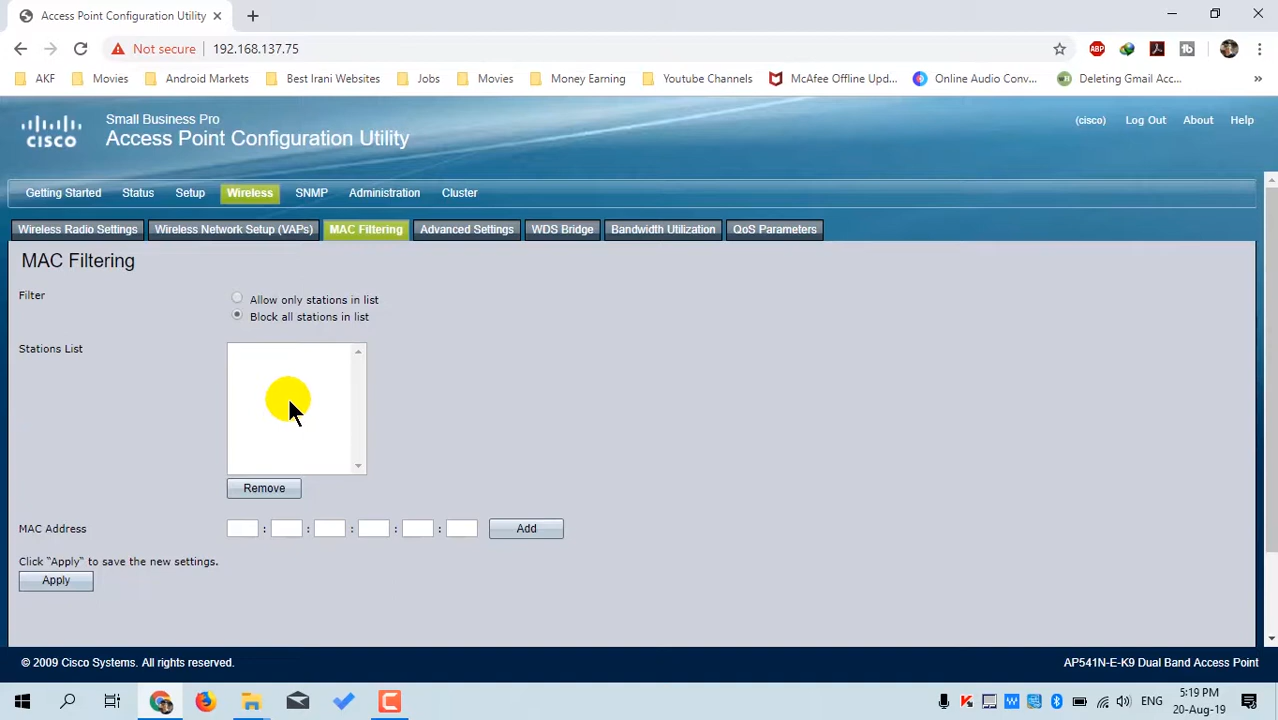 Access Point Configuration Utility
Not secure
192.168.137.75
ABP
AKF
Movies
Android Markets
Best Irani Websites
Jobs
Movies
Money Earning
Youtube Channels
McAfee Offline Upd...
Online Audio Conv...
Deleting Gmail Acc...
»
cisco
Small Business Pro
Access Point Configuration Utility
(cisco)
Log Out
About
Help
Getting Started
Status
Setup
Wireless
SNMP
Administration
Cluster
Wireless Radio Settings
Wireless Network Setup (VAPs)
MAC Filtering
Advanced Settings
WDS Bridge
Bandwidth Utilization
QoS Parameters
MAC Filtering
Filter
Allow only stations in list
Block all stations in list
Stations List
Remove
MAC Address
: : : : :
Add
Click "Apply" to save the new settings.
Apply
© 2009 Cisco Systems. All rights reserved.
AP541N-E-K9 Dual Band Access Point
ENG
5:19 PM
20-Aug-19